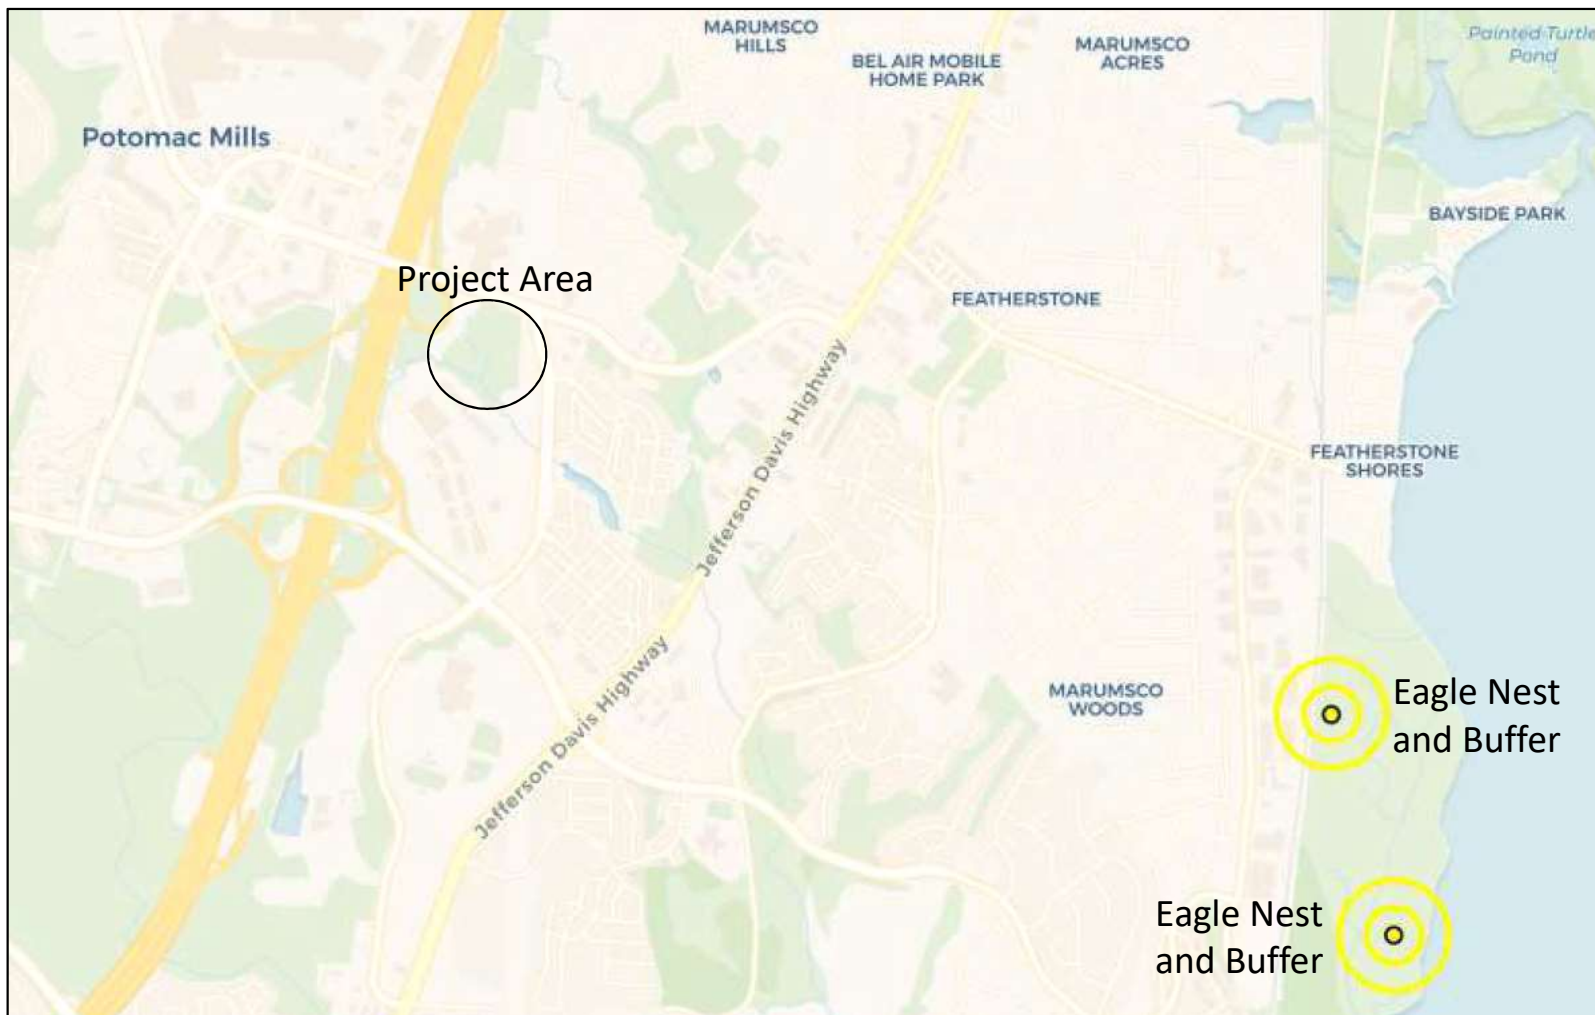 MARUMSCO
HILLS
BEL AIR MOBILE
HOME PARK
MARUMSCO
ACRES
Painted Turtle
Pond
Potomac Mills
BAYSIDE PARK
Project Area
FEATHERSTONE
Jefferson Davis Highway
FEATHERSTONE
SHORES
Jefferson Davis Highway
MARUMSCO
WOODS
Eagle Nest
and Buffer
Eagle Nest
and Buffer